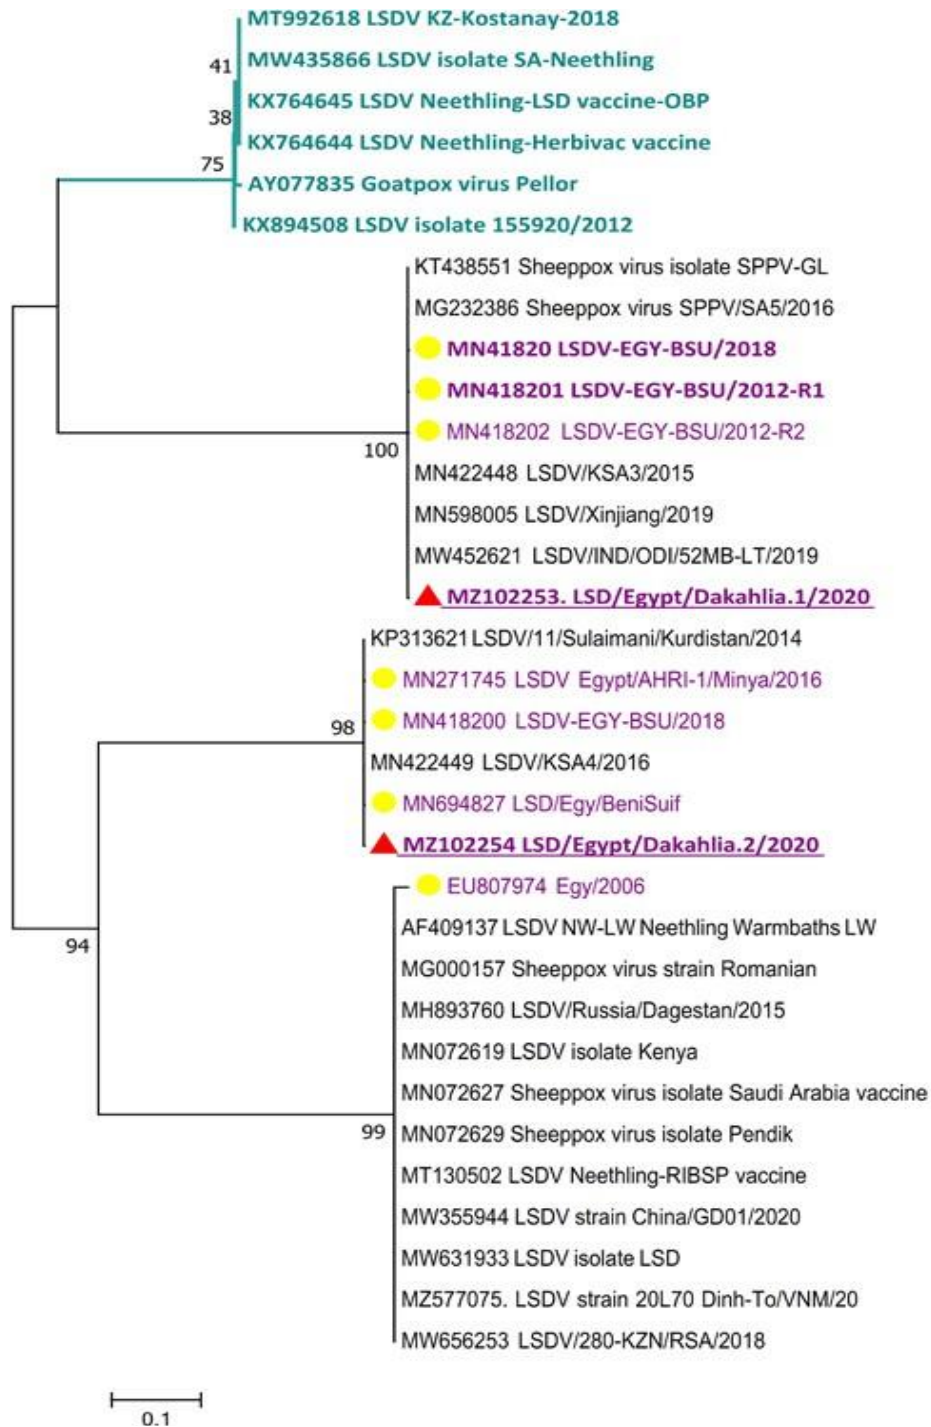 MT992618 LSDV KZ-Kostanay-2018
41
MW435866 LSDV isolate SA-Neethling
KX764645 LSDV Neethling-LSD vaccine-OBP
38
KX764644 LSDV Neethling-Herbivac vaccine
75
AY077835 Goatpox virus Pellor
KX894508 LSDV isolate 155920/2012
KT438551 Sheeppox virus isolate SPPV-GL
MG232386 Sheeppox virus SPPV/SA5/2016
MN41820 LSDV-EGY-BSU/2018
MN418201 LSDV-EGY-BSU/2012-R1
MN418202 LSDV-EGY-BSU/2012-R2
100
MN422448 LSDV/KSA3/2015
MN598005 LSDV/Xinjiang/2019
MW452621 LSDV/IND/ODI/52MB-LT/2019
MZ102253. LSD/Egypt/Dakahlia.1/2020
KP313621 LSDV/11/Sulaimani/Kurdistan/2014
MN271745 LSDV Egypt/AHRI-1/Minya/2016
98
MN418200 LSDV-EGY-BSU/2018
MN422449 LSDV/KSA4/2016
MN694827 LSD/Egy/BeniSuif
MZ102254 LSD/Egypt/Dakahlia.2/2020
EU807974 Egy/2006
AF409137 LSDV NW-LW Neethling Warmbaths LW
94
MG000157 Sheeppox virus strain Romanian
MH893760 LSDV/Russia/Dagestan/2015
MN072619 LSDV isolate Kenya
MN072627 Sheeppox virus isolate Saudi Arabia vaccine
99
MN072629 Sheeppox virus isolate Pendik
MT130502 LSDV Neethling-RIBSP vaccine
MW355944 LSDV strain China/GD01/2020
MW631933 LSDV isolate LSD
MZ577075. LSDV strain 20L70 Dinh-To/VNM/20
MW656253 LSDV/280-KZN/RSA/2018
0.1